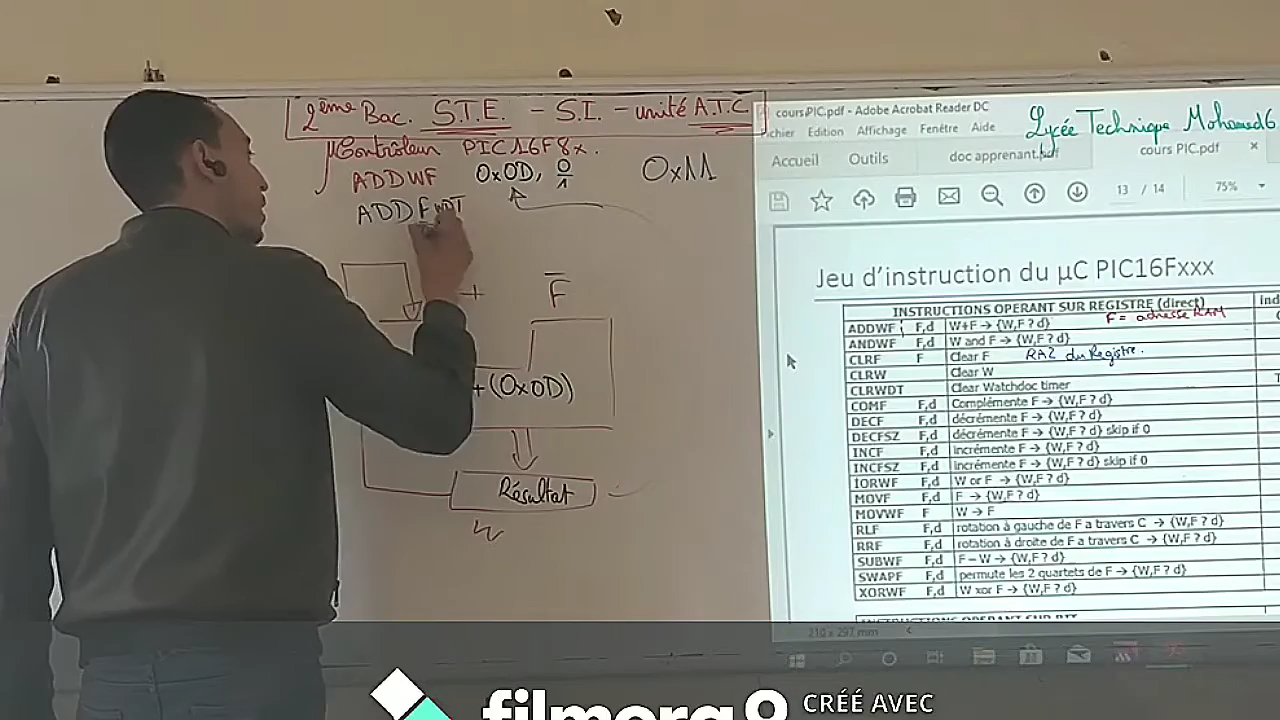 2ème Bac. S.T.E. - S.I. - unité A.T.C
µContrôleur PIC16F8x.
ADDWF 0x0D, 0/1
0x11
ADDF
+ F
+(0x0D)
Résultat
W
cours PIC.pdf - Adobe Acrobat Reader DC
Lycée Technique Mohamed 6
Fichier Edition Affichage Fenêtre Aide
Accueil Outils doc apprenant.pdf cours PIC.pdf ×
13 / 14 75%
Jeu d’instruction du µC PIC16Fxxx
INSTRUCTIONS OPERANT SUR REGISTRE (direct)
F = adresse RAM
ADDWF F,d W+F → {W,F ? d}
ANDWF F,d W and F → {W,F ? d}
CLRF F Clear F RAZ du Registre.
CLRW Clear W
CLRWDT Clear Watchdoc timer
COMF F,d Complémente F → {W,F ? d}
DECF F,d décrémente F → {W,F ? d}
DECFSZ F,d décrémente F → {W,F ? d} skip if 0
INCF F,d incrémente F → {W,F ? d}
INCFSZ F,d incrémente F → {W,F ? d} skip if 0
IORWF F,d W or F → {W,F ? d}
MOVF F,d F → {W,F ? d}
MOVWF F W → F
RLF F,d rotation à gauche de F a travers C → {W,F ? d}
RRF F,d rotation à droite de F a travers C → {W,F ? d}
SUBWF F,d F – W → {W,F ? d}
SWAPF F,d permute les 2 quartets de F → {W,F ? d}
XORWF F,d W xor F → {W,F ? d}
210 x 297 mm
filmora9 CRÉÉ AVEC